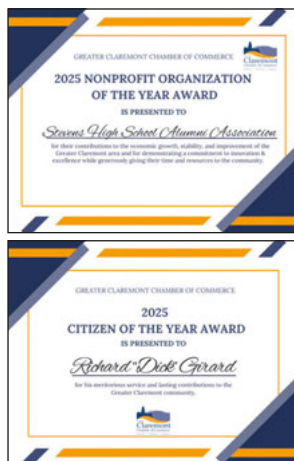 GREATER CLAREMONT CHAMBER OF COMMERCE
Claremont
2025 NONPROFIT ORGANIZATION
OF THE YEAR AWARD
IS PRESENTED TO
Stevens High School Alumni Association
for their contributions to the economic growth, stability, and improvement of the
Greater Claremont area and for demonstrating a commitment to innovation &
excellence while generously giving their time and resources to the community.
GREATER CLAREMONT CHAMBER OF COMMERCE
2025
CITIZEN OF THE YEAR AWARD
IS PRESENTED TO
Richard "Dick" Girard
for his meritorious service and lasting contributions to the
Greater Claremont community.
Claremont